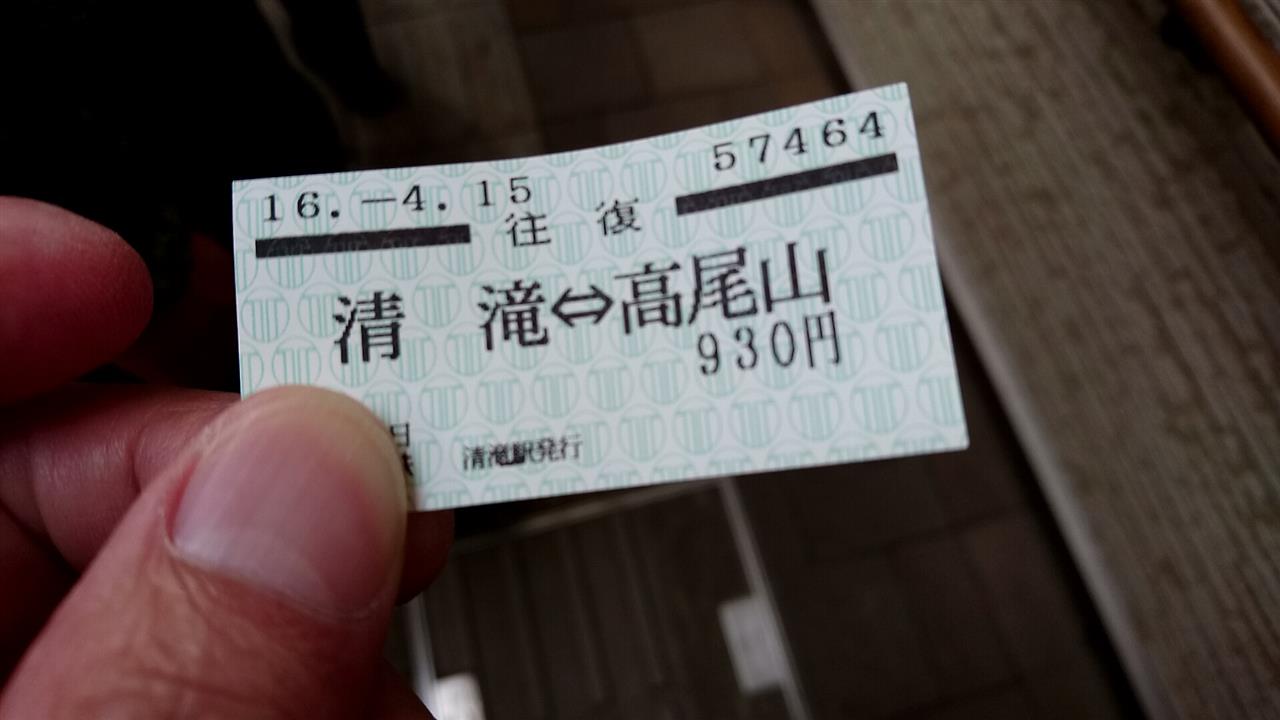 16.-4.15
57464
往 復
清 滝⇔高尾山
930円
日
清滝駅発行